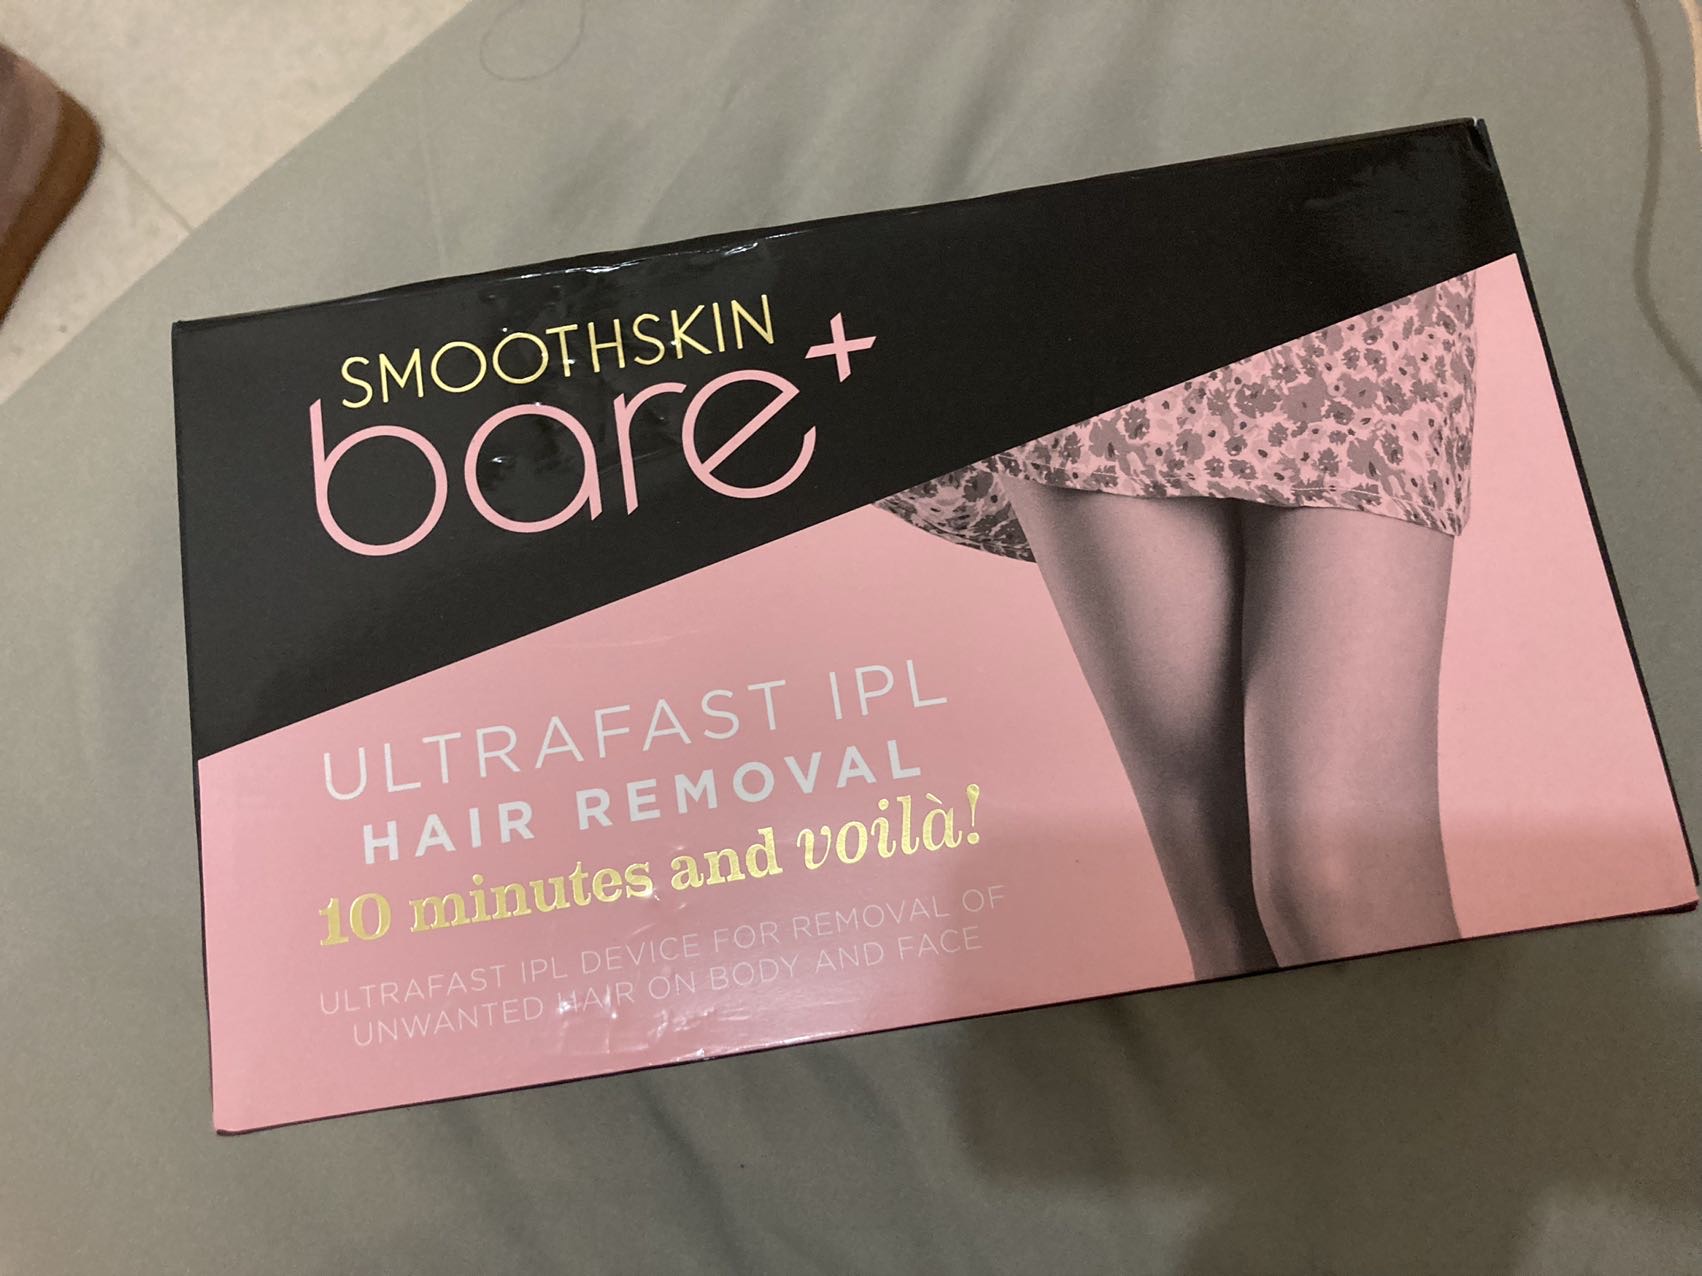 SMOOTHSKIN
bare+
ULTRAFAST IPL
HAIR REMOVAL
10 minutes and voilà!
ULTRAFAST IPL DEVICE FOR REMOVAL OF
UNWANTED HAIR ON BODY AND FACE